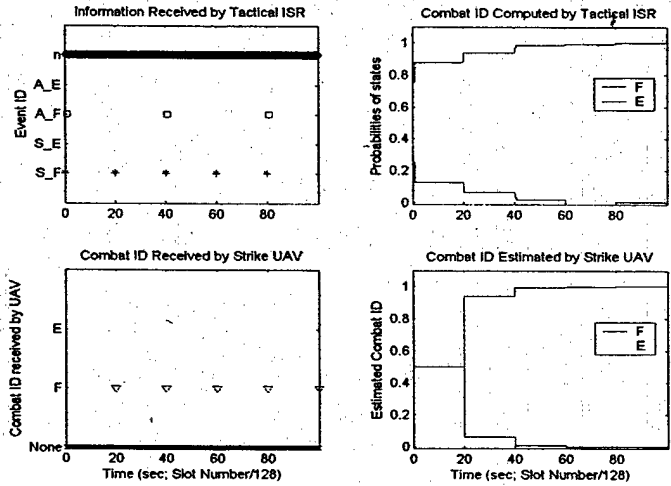 Information Received by Tactical ISR
Event ID
n
A_E
A_F
S_E
S_F
0 20 40 60 80
Combat ID Computed by Tactical ISR
Probabilities of states
1
0.8
0.6
0.4
0.2
0
F
E
0 20 40 60 80
Combat ID Received by Strike UAV
Combat ID received by UAV
E
F
None
0 20 40 60 80
Time (sec; Slot Number/128)
Combat ID Estimated by Strike UAV
Estimated Combat ID
1
0.8
0.6
0.4
0.2
0
F
E
0 20 40 60 80
Time (sec; Slot Number/128)